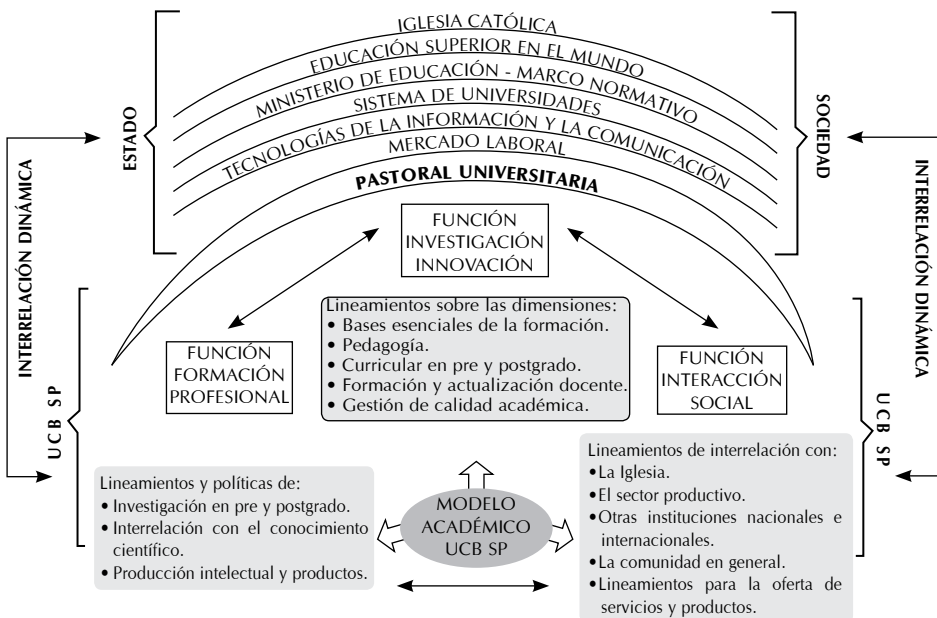 IGLESIA CATÓLICA
EDUCACIÓN SUPERIOR EN EL MUNDO
MINISTERIO DE EDUCACIÓN - MARCO NORMATIVO
SISTEMA DE UNIVERSIDADES
TECNOLOGÍAS DE LA INFORMACIÓN Y LA COMUNICACIÓN
MERCADO LABORAL
PASTORAL UNIVERSITARIA
ESTADO
SOCIEDAD
INTERRELACIÓN DINÁMICA
INTERRELACIÓN DINÁMICA
FUNCIÓN
INVESTIGACIÓN
INNOVACIÓN
Lineamientos sobre las dimensiones:
• Bases esenciales de la formación.
• Pedagogía.
• Curricular en pre y postgrado.
• Formación y actualización docente.
• Gestión de calidad académica.
FUNCIÓN
FORMACIÓN
PROFESIONAL
FUNCIÓN
INTERACCIÓN
SOCIAL
UCB SP
UCB SP
Lineamientos y políticas de:
• Investigación en pre y postgrado.
• Interrelación con el conocimiento
científico.
• Producción intelectual y productos.
MODELO
ACADÉMICO
UCB SP
Lineamientos de interrelación con:
•La Iglesia.
•El sector productivo.
•Otras instituciones nacionales e
internacionales.
•La comunidad en general.
•Lineamientos para la oferta de
servicios y productos.